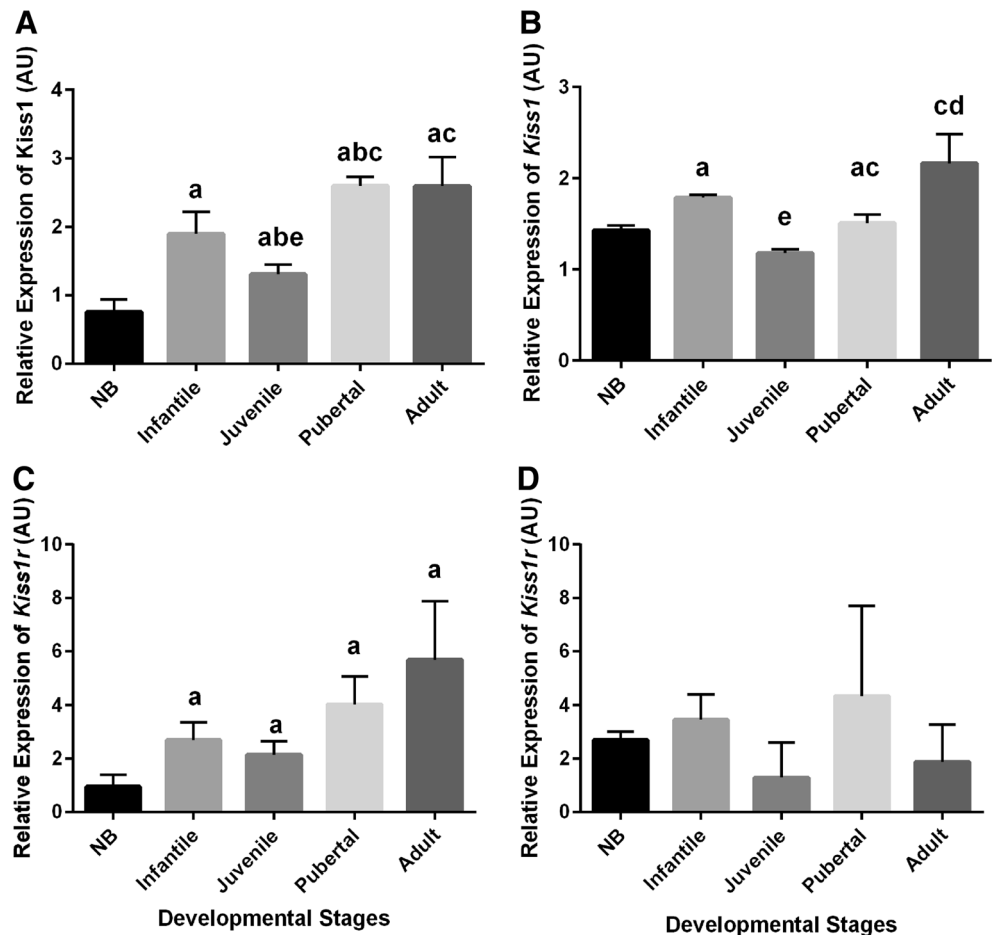 A
Relative Expression of Kiss1 (AU)
4
3
2
1
0
a
abe
abc
ac
NB
Infantile
Juvenile
Pubertal
Adult
B
Relative Expression of Kiss1 (AU)
3
2
1
0
a
e
ac
cd
NB
Infantile
Juvenile
Pubertal
Adult
C
Relative Expression of Kiss1r (AU)
10
8
6
4
2
0
a
a
a
a
NB
Infantile
Juvenile
Pubertal
Adult
Developmental Stages
D
Relative Expression of Kiss1r (AU)
10
8
6
4
2
0
NB
Infantile
Juvenile
Pubertal
Adult
Developmental Stages